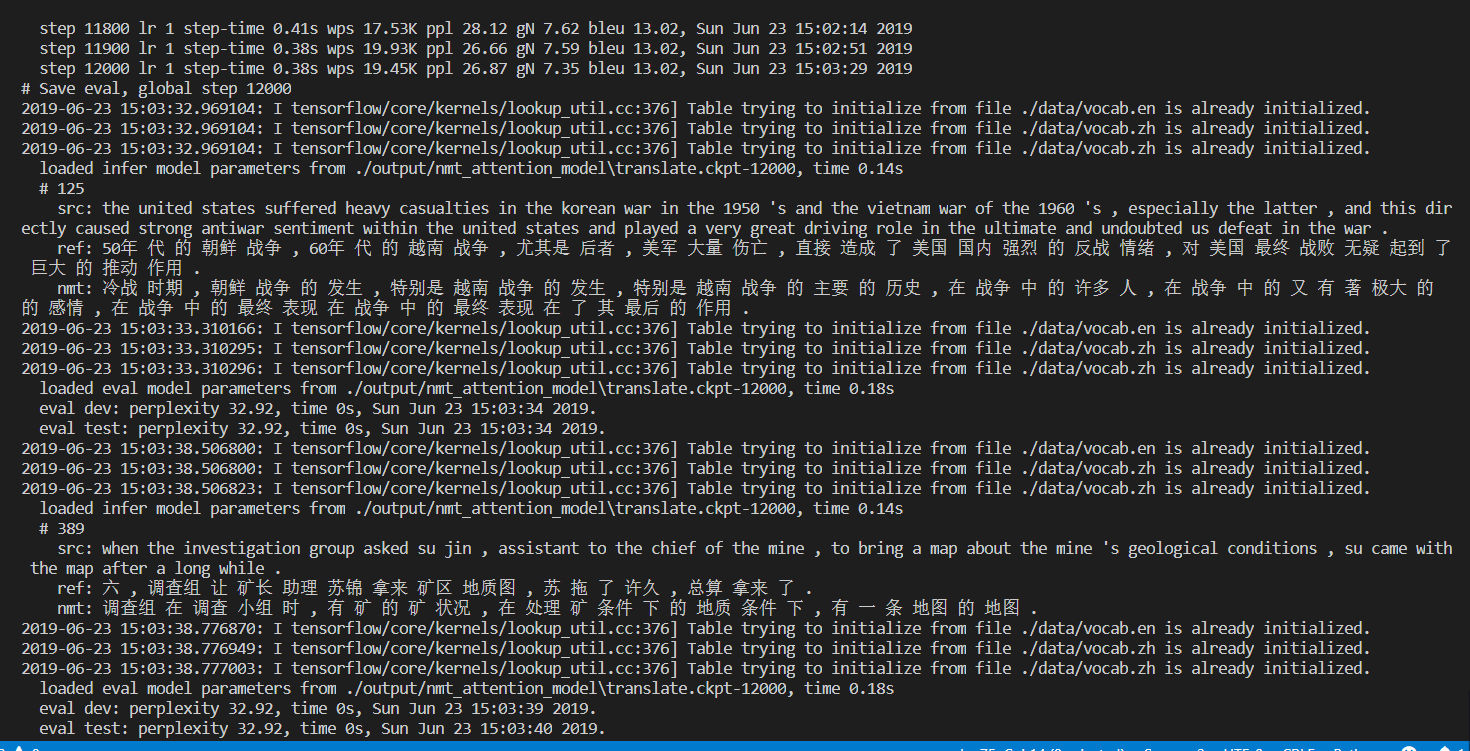 step 11800 lr 1 step-time 0.41s wps 17.53K ppl 28.12 gN 7.62 bleu 13.02, Sun Jun 23 15:02:14 2019
step 11900 lr 1 step-time 0.38s wps 19.93K ppl 26.66 gN 7.59 bleu 13.02, Sun Jun 23 15:02:51 2019
step 12000 lr 1 step-time 0.38s wps 19.45K ppl 26.87 gN 7.35 bleu 13.02, Sun Jun 23 15:03:29 2019
# Save eval, global step 12000
2019-06-23 15:03:32.969104: I tensorflow/core/kernels/lookup_util.cc:376] Table trying to initialize from file ./data/vocab.en is already initialized.
2019-06-23 15:03:32.969104: I tensorflow/core/kernels/lookup_util.cc:376] Table trying to initialize from file ./data/vocab.zh is already initialized.
2019-06-23 15:03:32.969104: I tensorflow/core/kernels/lookup_util.cc:376] Table trying to initialize from file ./data/vocab.zh is already initialized.
loaded infer model parameters from ./output/nmt_attention_model\translate.ckpt-12000, time 0.14s
# 125
src: the united states suffered heavy casualties in the korean war in the 1950 's and the vietnam war of the 1960 's , especially the latter , and this dir
ectly caused strong antiwar sentiment within the united states and played a very great driving role in the ultimate and undoubted us defeat in the war .
ref: 50年 代 的 朝鲜 战争 , 60年 代 的 越南 战争 , 尤其是 后者 , 美军 大量 伤亡 , 直接 造成 了 美国 国内 强烈 的 反战 情绪 , 对 美国 最终 战败 无疑 起到 了
巨大 的 推动 作用 .
nmt: 冷战 时期 , 朝鲜 战争 的 发生 , 特别是 越南 战争 的 发生 , 特别是 越南 战争 的 主要 的 历史 , 在 战争 中 的 许多 人 , 在 战争 中 的 又 有 著 极大 的
的 感情 , 在 战争 中 的 最终 表现 在 战争 中 的 最终 表现 在 了 其 最后 的 作用 .
2019-06-23 15:03:33.310166: I tensorflow/core/kernels/lookup_util.cc:376] Table trying to initialize from file ./data/vocab.en is already initialized.
2019-06-23 15:03:33.310295: I tensorflow/core/kernels/lookup_util.cc:376] Table trying to initialize from file ./data/vocab.zh is already initialized.
2019-06-23 15:03:33.310296: I tensorflow/core/kernels/lookup_util.cc:376] Table trying to initialize from file ./data/vocab.zh is already initialized.
loaded eval model parameters from ./output/nmt_attention_model\translate.ckpt-12000, time 0.18s
eval dev: perplexity 32.92, time 0s, Sun Jun 23 15:03:34 2019.
eval test: perplexity 32.92, time 0s, Sun Jun 23 15:03:34 2019.
2019-06-23 15:03:38.506800: I tensorflow/core/kernels/lookup_util.cc:376] Table trying to initialize from file ./data/vocab.zh is already initialized.
2019-06-23 15:03:38.506800: I tensorflow/core/kernels/lookup_util.cc:376] Table trying to initialize from file ./data/vocab.en is already initialized.
2019-06-23 15:03:38.506823: I tensorflow/core/kernels/lookup_util.cc:376] Table trying to initialize from file ./data/vocab.zh is already initialized.
loaded infer model parameters from ./output/nmt_attention_model\translate.ckpt-12000, time 0.14s
# 389
src: when the investigation group asked su jin , assistant to the chief of the mine , to bring a map about the mine 's geological conditions , su came with
the map after a long while .
ref: 六 , 调查组 让 矿长 助理 苏锦 拿来 矿区 地质图 , 苏 拖 了 许久 , 总算 拿来 了 .
nmt: 调查组 在 调查 小组 时 , 有 矿 的 矿 状况 , 在 处理 矿 条件 下 的 地质 条件 下 , 有 一 条 地图 的 地图 .
2019-06-23 15:03:38.776870: I tensorflow/core/kernels/lookup_util.cc:376] Table trying to initialize from file ./data/vocab.en is already initialized.
2019-06-23 15:03:38.776949: I tensorflow/core/kernels/lookup_util.cc:376] Table trying to initialize from file ./data/vocab.zh is already initialized.
2019-06-23 15:03:38.777003: I tensorflow/core/kernels/lookup_util.cc:376] Table trying to initialize from file ./data/vocab.zh is already initialized.
loaded eval model parameters from ./output/nmt_attention_model\translate.ckpt-12000, time 0.18s
eval dev: perplexity 32.92, time 0s, Sun Jun 23 15:03:39 2019.
eval test: perplexity 32.92, time 0s, Sun Jun 23 15:03:40 2019.